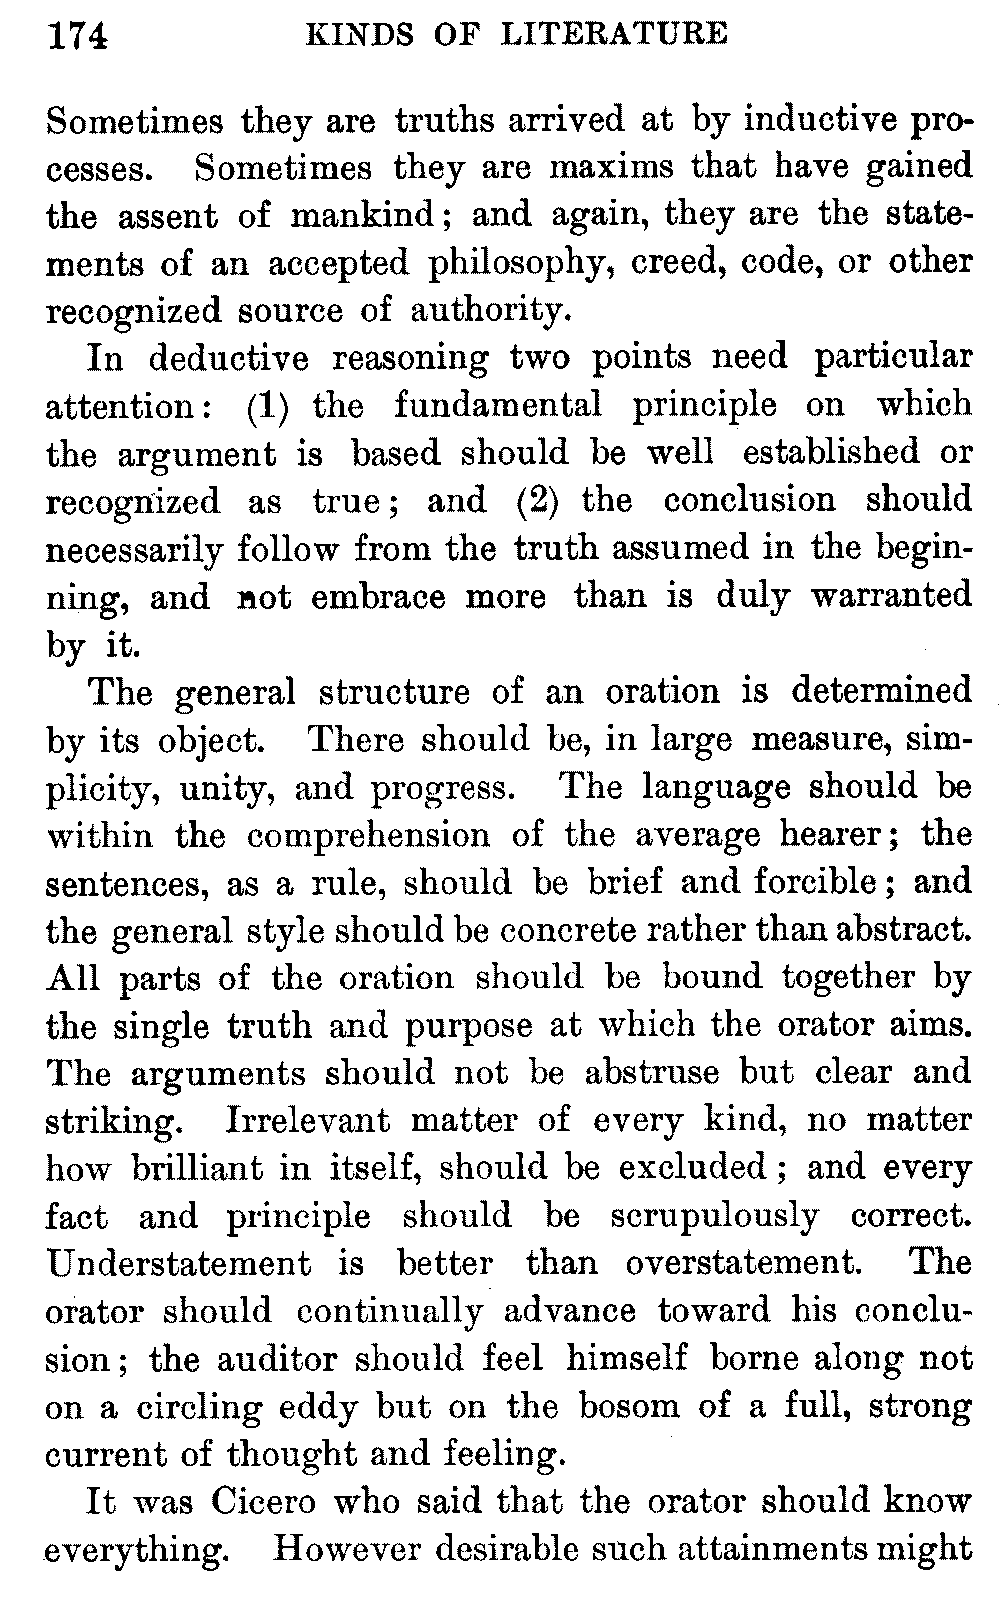 174 KINDS OF LITERATURE
Sometimes they are truths arrived at by inductive pro-
cesses. Sometimes they are maxims that have gained
the assent of mankind; and again, they are the state-
ments of an accepted philosophy, creed, code, or other
recognized source of authority.
In deductive reasoning two points need particular
attention: (1) the fundamental principle on which
the argument is based should be well established or
recognized as true; and (2) the conclusion should
necessarily follow from the truth assumed in the begin-
ning, and not embrace more than is duly warranted
by it.
The general structure of an oration is determined
by its object. There should be, in large measure, sim-
plicity, unity, and progress. The language should be
within the comprehension of the average hearer; the
sentences, as a rule, should be brief and forcible; and
the general style should be concrete rather than abstract.
All parts of the oration should be bound together by
the single truth and purpose at which the orator aims.
The arguments should not be abstruse but clear and
striking. Irrelevant matter of every kind, no matter
how brilliant in itself, should be excluded; and every
fact and principle should be scrupulously correct.
Understatement is better than overstatement. The
orator should continually advance toward his conclu-
sion; the auditor should feel himself borne along not
on a circling eddy but on the bosom of a full, strong
current of thought and feeling.
It was Cicero who said that the orator should know
everything. However desirable such attainments might